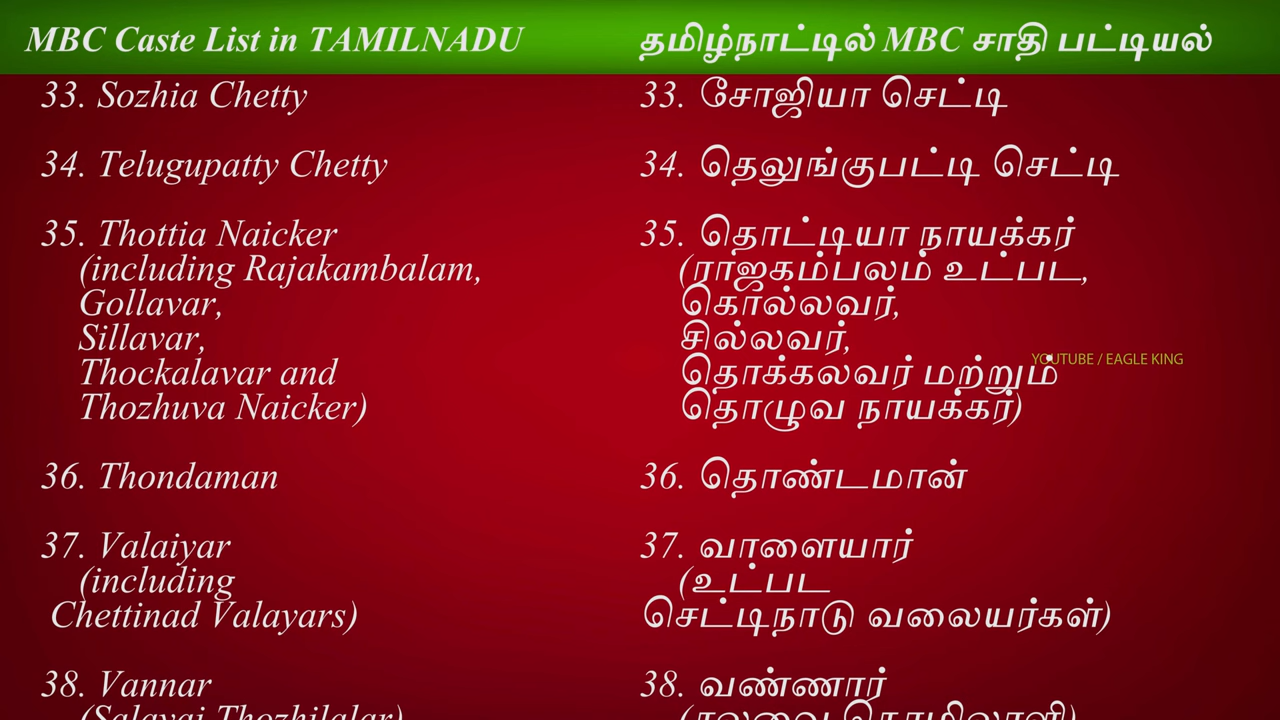 MBC Caste List in TAMILNADU
தமிழ்நாட்டில் MBC சாதி பட்டியல்
33. Sozhia Chetty
34. Telugupatty Chetty
35. Thottia Naicker
(including Rajakambalam,
Gollavar,
Sillavar,
Thockalavar and
Thozhuva Naicker)
36. Thondaman
37. Valaiyar
(including
Chettinad Valayars)
38. Vannar
(Salavai Thozhilalar)
33. சோஜியா செட்டி
34. தெலுங்குபட்டி செட்டி
35. தொட்டியா நாயக்கர்
(ராஜகம்பலம் உட்பட,
கொல்லவர்,
சில்லவர்,
தொக்கலவர் மற்றும்
தொழுவ நாயக்கர்)
36. தொண்டமான்
37. வாளையார்
(உட்பட
செட்டிநாடு வலையர்கள்)
38. வண்ணார்
(சலவை தொழிலாளி)
YOUTUBE / EAGLE KING